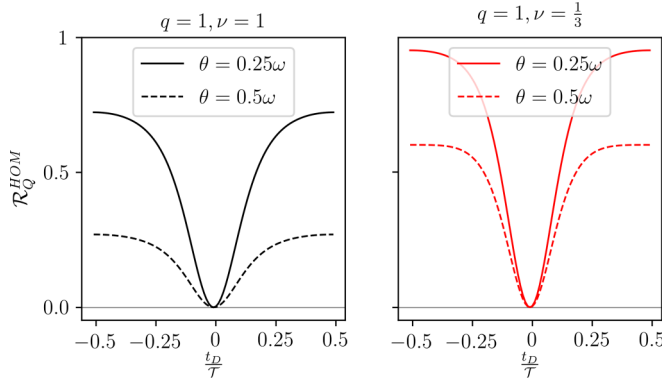 q = 1, ν = 1
q = 1, ν = 1/3
1
0.5
0.0
R_Q^{HOM}
θ = 0.25ω
θ = 0.5ω
θ = 0.25ω
θ = 0.5ω
−0.5 −0.25 0 0.25 0.5
−0.5 −0.25 0 0.25 0.5
t_D/𝒯
t_D/𝒯